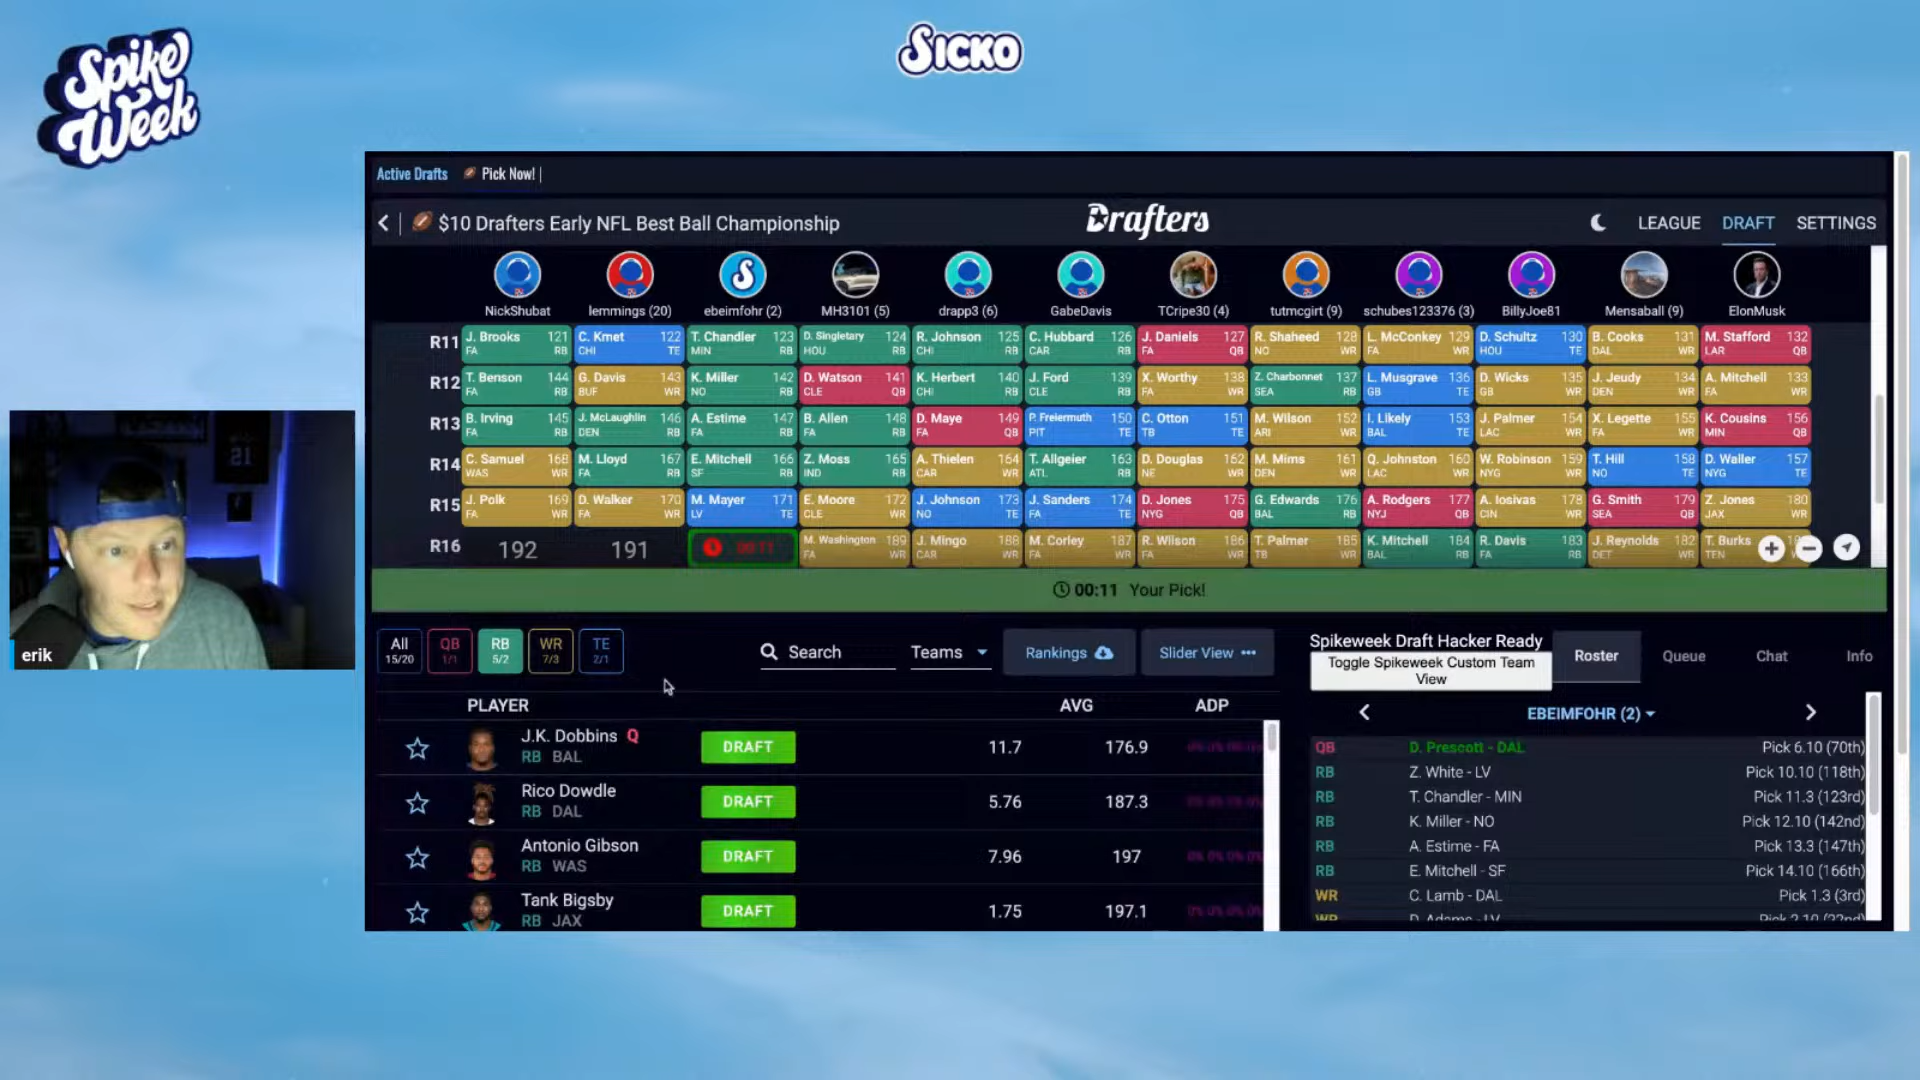 Spike Week
Sicko
Active Drafts 🏈 Pick Now! |
🏈 $10 Drafters Early NFL Best Ball Championship
Drafters
LEAGUE DRAFT SETTINGS
NickShubat lemmings (20) ebeimfohr (2) MH3101 (5) drapp3 (6) GabeDavis TCripe30 (4) tutmcgirt (9) schubes123376 (3) BillyJoe81 Mensaball (9) ElonMusk
R11 J. Brooks 121 C. Kmet 122 T. Chandler 123 D. Singletary 124 R. Johnson 125 C. Hubbard 126 J. Daniels 127 R. Shaheed 128 L. McConkey 129 D. Schultz 130 B. Cooks 131 M. Stafford 132
FA RB CHI TE MIN RB HOU RB CHI RB CAR RB FA QB NO WR FA WR HOU TE DAL WR LAR QB
R12 T. Benson 144 G. Davis 143 K. Miller 142 D. Watson 141 K. Herbert 140 J. Ford 139 X. Worthy 138 Z. Charbonnet 137 L. Musgrave 136 D. Wicks 135 J. Jeudy 134 A. Mitchell 133
FA RB BUF WR NO RB CLE QB CHI RB CLE RB FA WR SEA RB GB TE GB WR DEN WR FA WR
R13 B. Irving 145 J. McLaughlin 146 A. Estime 147 B. Allen 148 D. Maye 149 P. Freiermuth 150 C. Otton 151 M. Wilson 152 I. Likely 153 J. Palmer 154 X. Legette 155 K. Cousins 156
FA RB DEN RB FA RB FA RB FA QB PIT TE TB TE ARI WR BAL TE LAC WR FA WR MIN QB
R14 C. Samuel 168 M. Lloyd 167 E. Mitchell 166 Z. Moss 165 A. Thielen 164 T. Allgeier 163 D. Douglas 162 M. Mims 161 Q. Johnston 160 W. Robinson 159 T. Hill 158 D. Waller 157
WAS WR FA RB SF RB IND RB CAR WR ATL RB NE WR DEN WR LAC WR NYG WR NO TE NYG TE
R15 J. Polk 169 D. Walker 170 M. Mayer 171 E. Moore 172 J. Johnson 173 J. Sanders 174 D. Jones 175 G. Edwards 176 A. Rodgers 177 A. Iosivas 178 G. Smith 179 Z. Jones 180
FA WR FA WR LV TE CLE WR NO TE FA TE NYG QB BAL RB NYJ QB CIN WR SEA QB JAX WR
R16 192 191 00:11 M. Washington 189 J. Mingo 188 M. Corley 187 R. Wilson 186 T. Palmer 185 K. Mitchell 184 R. Davis 183 J. Reynolds 182 T. Burks
FA WR CAR WR FA WR FA WR TB WR BAL RB FA RB DET WR TEN
00:11 Your Pick!
erik
All QB RB WR TE
15/20 1/1 5/2 7/3 2/1
Search Teams Rankings Slider View •••
Spikeweek Draft Hacker Ready
Toggle Spikeweek Custom Team
View
Roster Queue Chat Info
PLAYER AVG ADP
EBEIMFOHR (2)
J.K. Dobbins Q DRAFT 11.7 176.9
RB BAL
Rico Dowdle DRAFT 5.76 187.3
RB DAL
Antonio Gibson DRAFT 7.96 197
RB WAS
Tank Bigsby DRAFT 1.75 197.1
RB JAX
QB D. Prescott - DAL Pick 6.10 (70th)
RB Z. White - LV Pick 10.10 (118th)
RB T. Chandler - MIN Pick 11.3 (123rd)
RB K. Miller - NO Pick 12.10 (142nd)
RB A. Estime - FA Pick 13.3 (147th)
RB E. Mitchell - SF Pick 14.10 (166th)
WR C. Lamb - DAL Pick 1.3 (3rd)
WR D. Adams - LV Pick 2.10 (22nd)